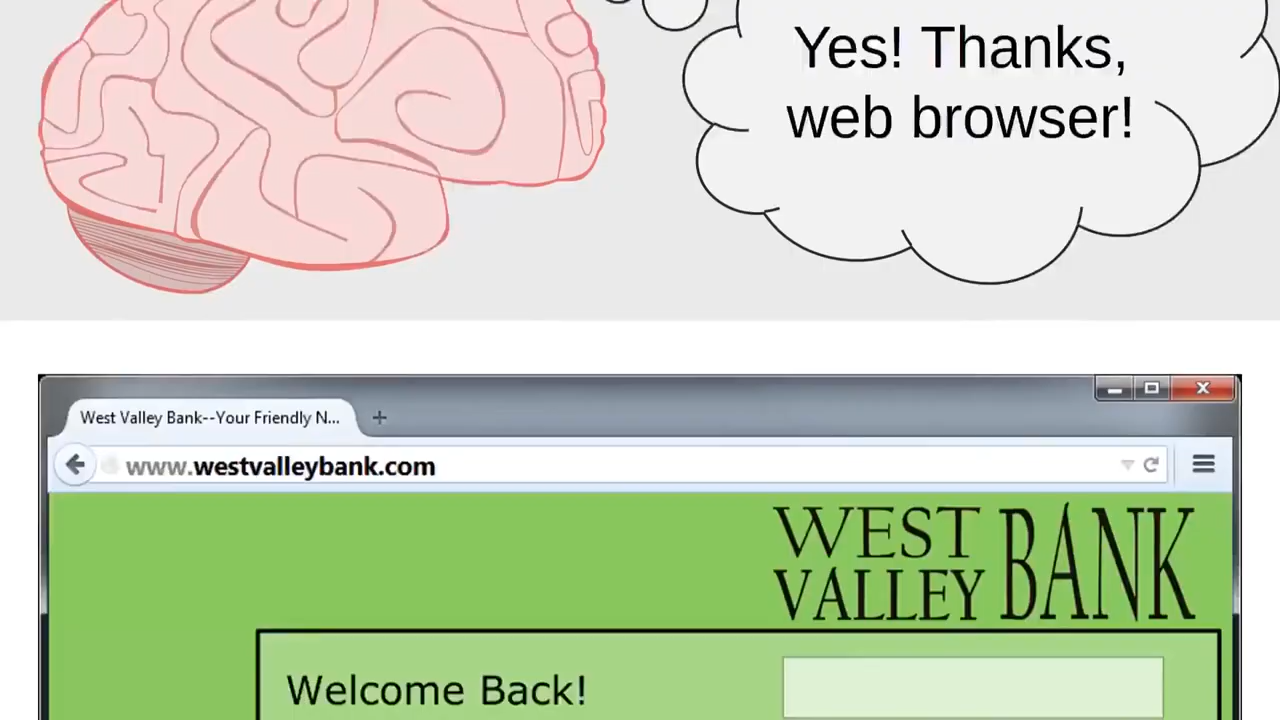 Yes! Thanks,
web browser!
West Valley Bank--Your Friendly N...
www.westvalleybank.com
WEST
VALLEY BANK
Welcome Back!